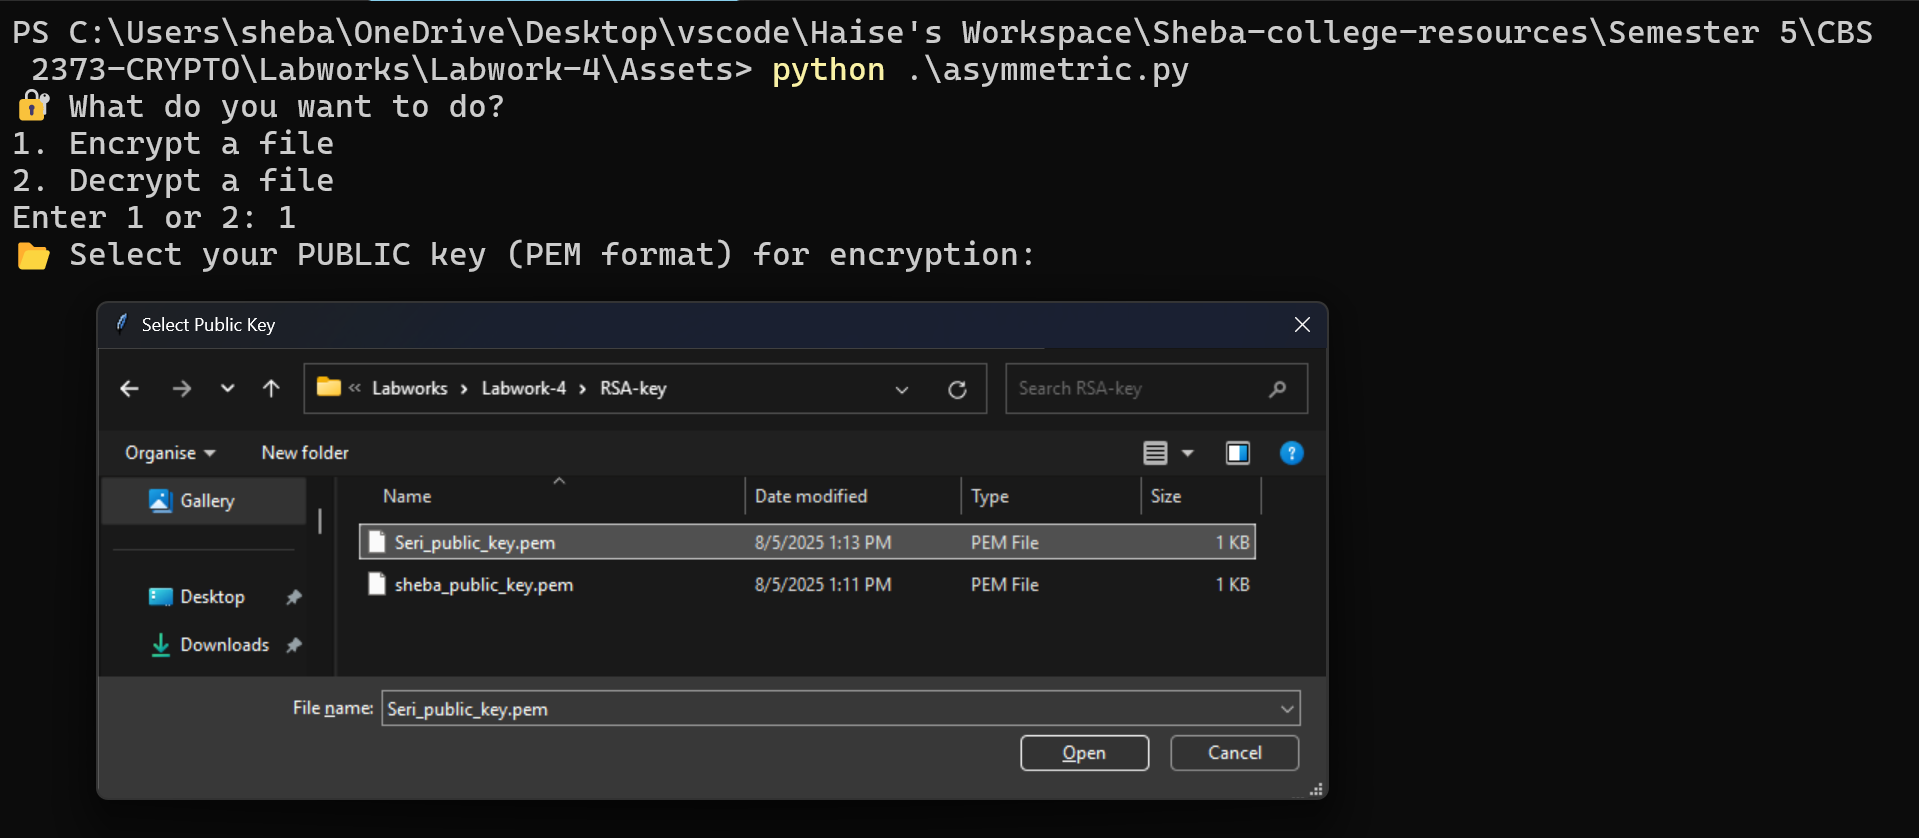 PS C:\Users\sheba\OneDrive\Desktop\vscode\Haise's Workspace\Sheba-college-resources\Semester 5\CBS
2373-CRYPTO\Labworks\Labwork-4\Assets> python .\asymmetric.py
🔐 What do you want to do?
1. Encrypt a file
2. Decrypt a file
Enter 1 or 2: 1
📂 Select your PUBLIC key (PEM format) for encryption:
Select Public Key
« Labworks › Labwork-4 › RSA-key
Search RSA-key
Organise New folder
?
Name Date modified Type Size
Gallery
Seri_public_key.pem 8/5/2025 1:13 PM PEM File 1 KB
sheba_public_key.pem 8/5/2025 1:11 PM PEM File 1 KB
Desktop
Downloads
File name: Seri_public_key.pem
Open Cancel